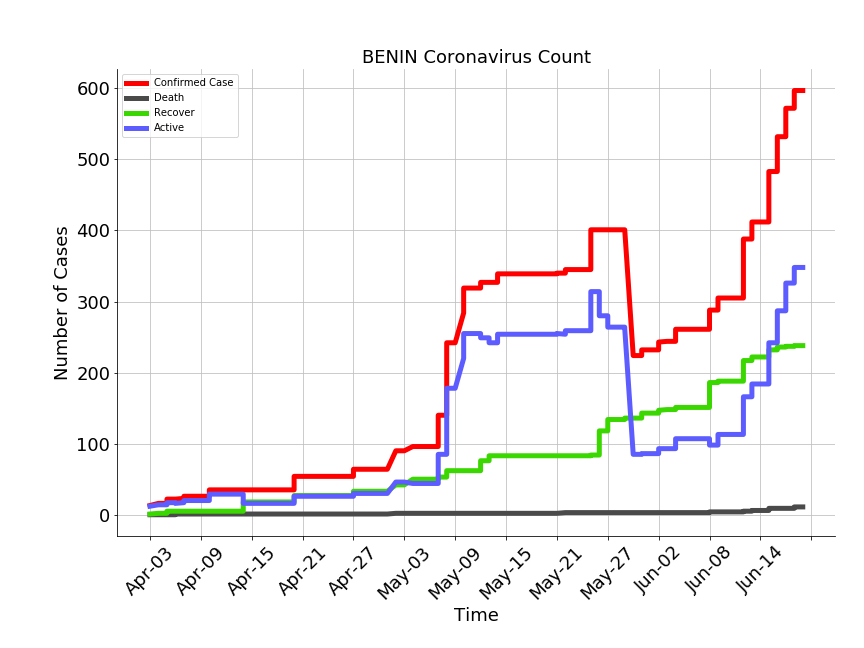 BENIN Coronavirus Count
Confirmed Case
Death
Recover
Active
Number of Cases
600
500
400
300
200
100
0
Apr-03
Apr-09
Apr-15
Apr-21
Apr-27
May-03
May-09
May-15
May-21
May-27
Jun-02
Jun-08
Jun-14
Time